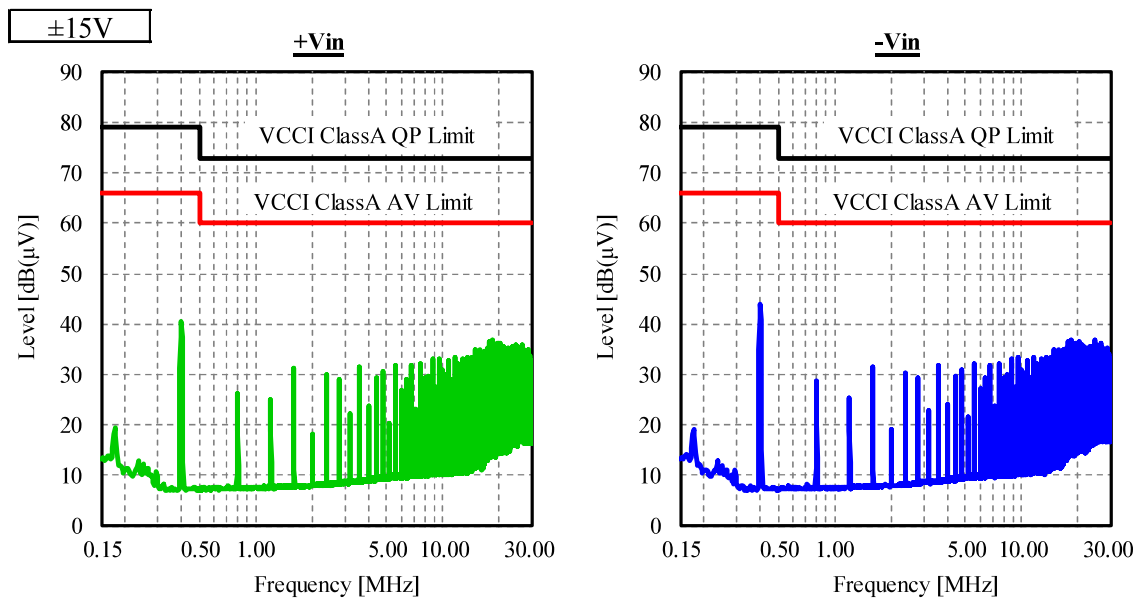 ±15V
+Vin
90
80
70
60
50
40
30
20
10
0
Level [dB(μV)]
VCCI ClassA QP Limit
VCCI ClassA AV Limit
0.15
0.50
1.00
5.00
10.00
30.00
Frequency [MHz]
-Vin
90
80
70
60
50
40
30
20
10
0
Level [dB(μV)]
VCCI ClassA QP Limit
VCCI ClassA AV Limit
0.15
0.50
1.00
5.00
10.00
30.00
Frequency [MHz]